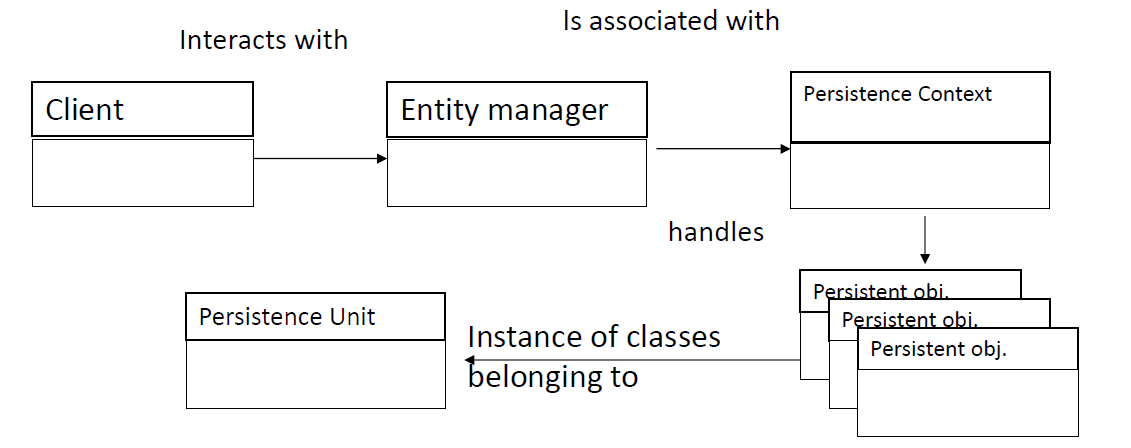 Is associated with
Interacts with
Client
Entity manager
Persistence Context
handles
Persistent obj.
Persistent obj.
Persistent obj.
Persistence Unit
Instance of classes
belonging to